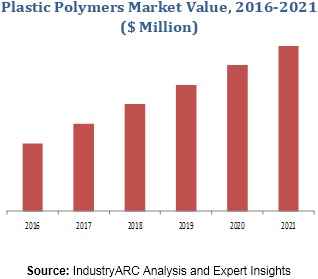 Plastic Polymers Market Value, 2016-2021
($ Million)
2016 2017 2018 2019 2020 2021
Source: IndustryARC Analysis and Expert Insights